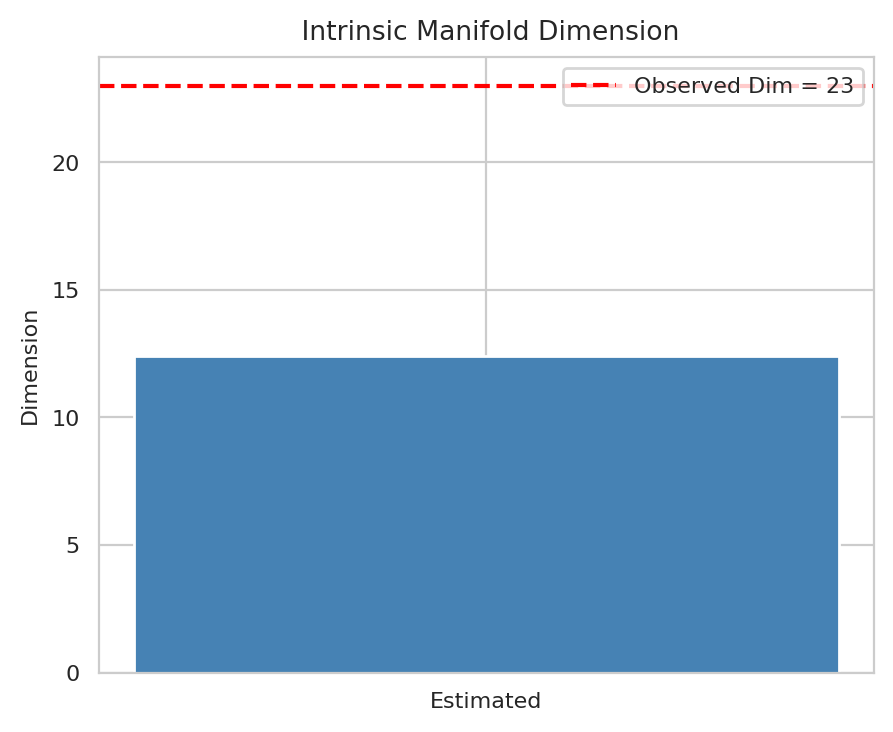 Intrinsic Manifold Dimension
Observed Dim = 23
20
15
10
5
0
Dimension
Estimated